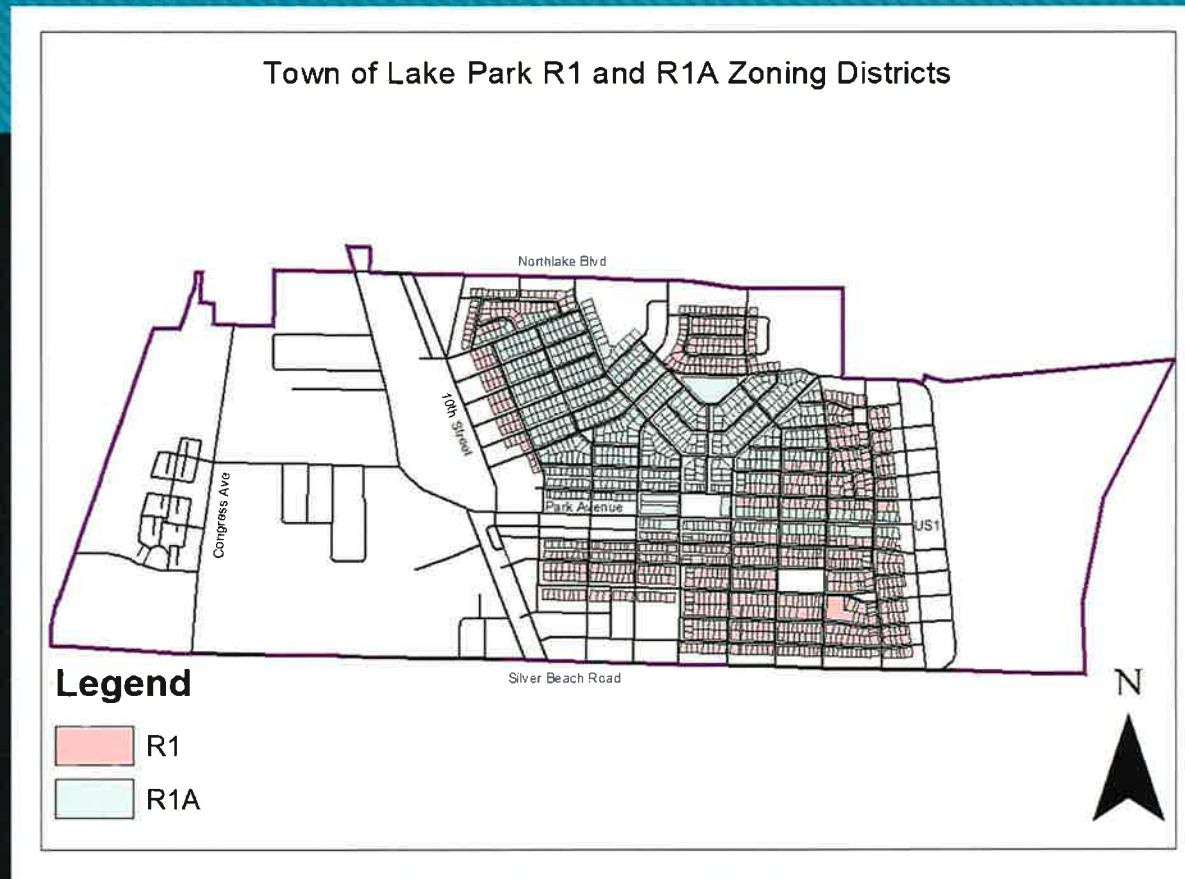 Town of Lake Park R1 and R1A Zoning Districts
Northlake Blvd
10th Street
Congress Ave
Park Avenue
US1
Silver Beach Road
Legend
R1
R1A
N